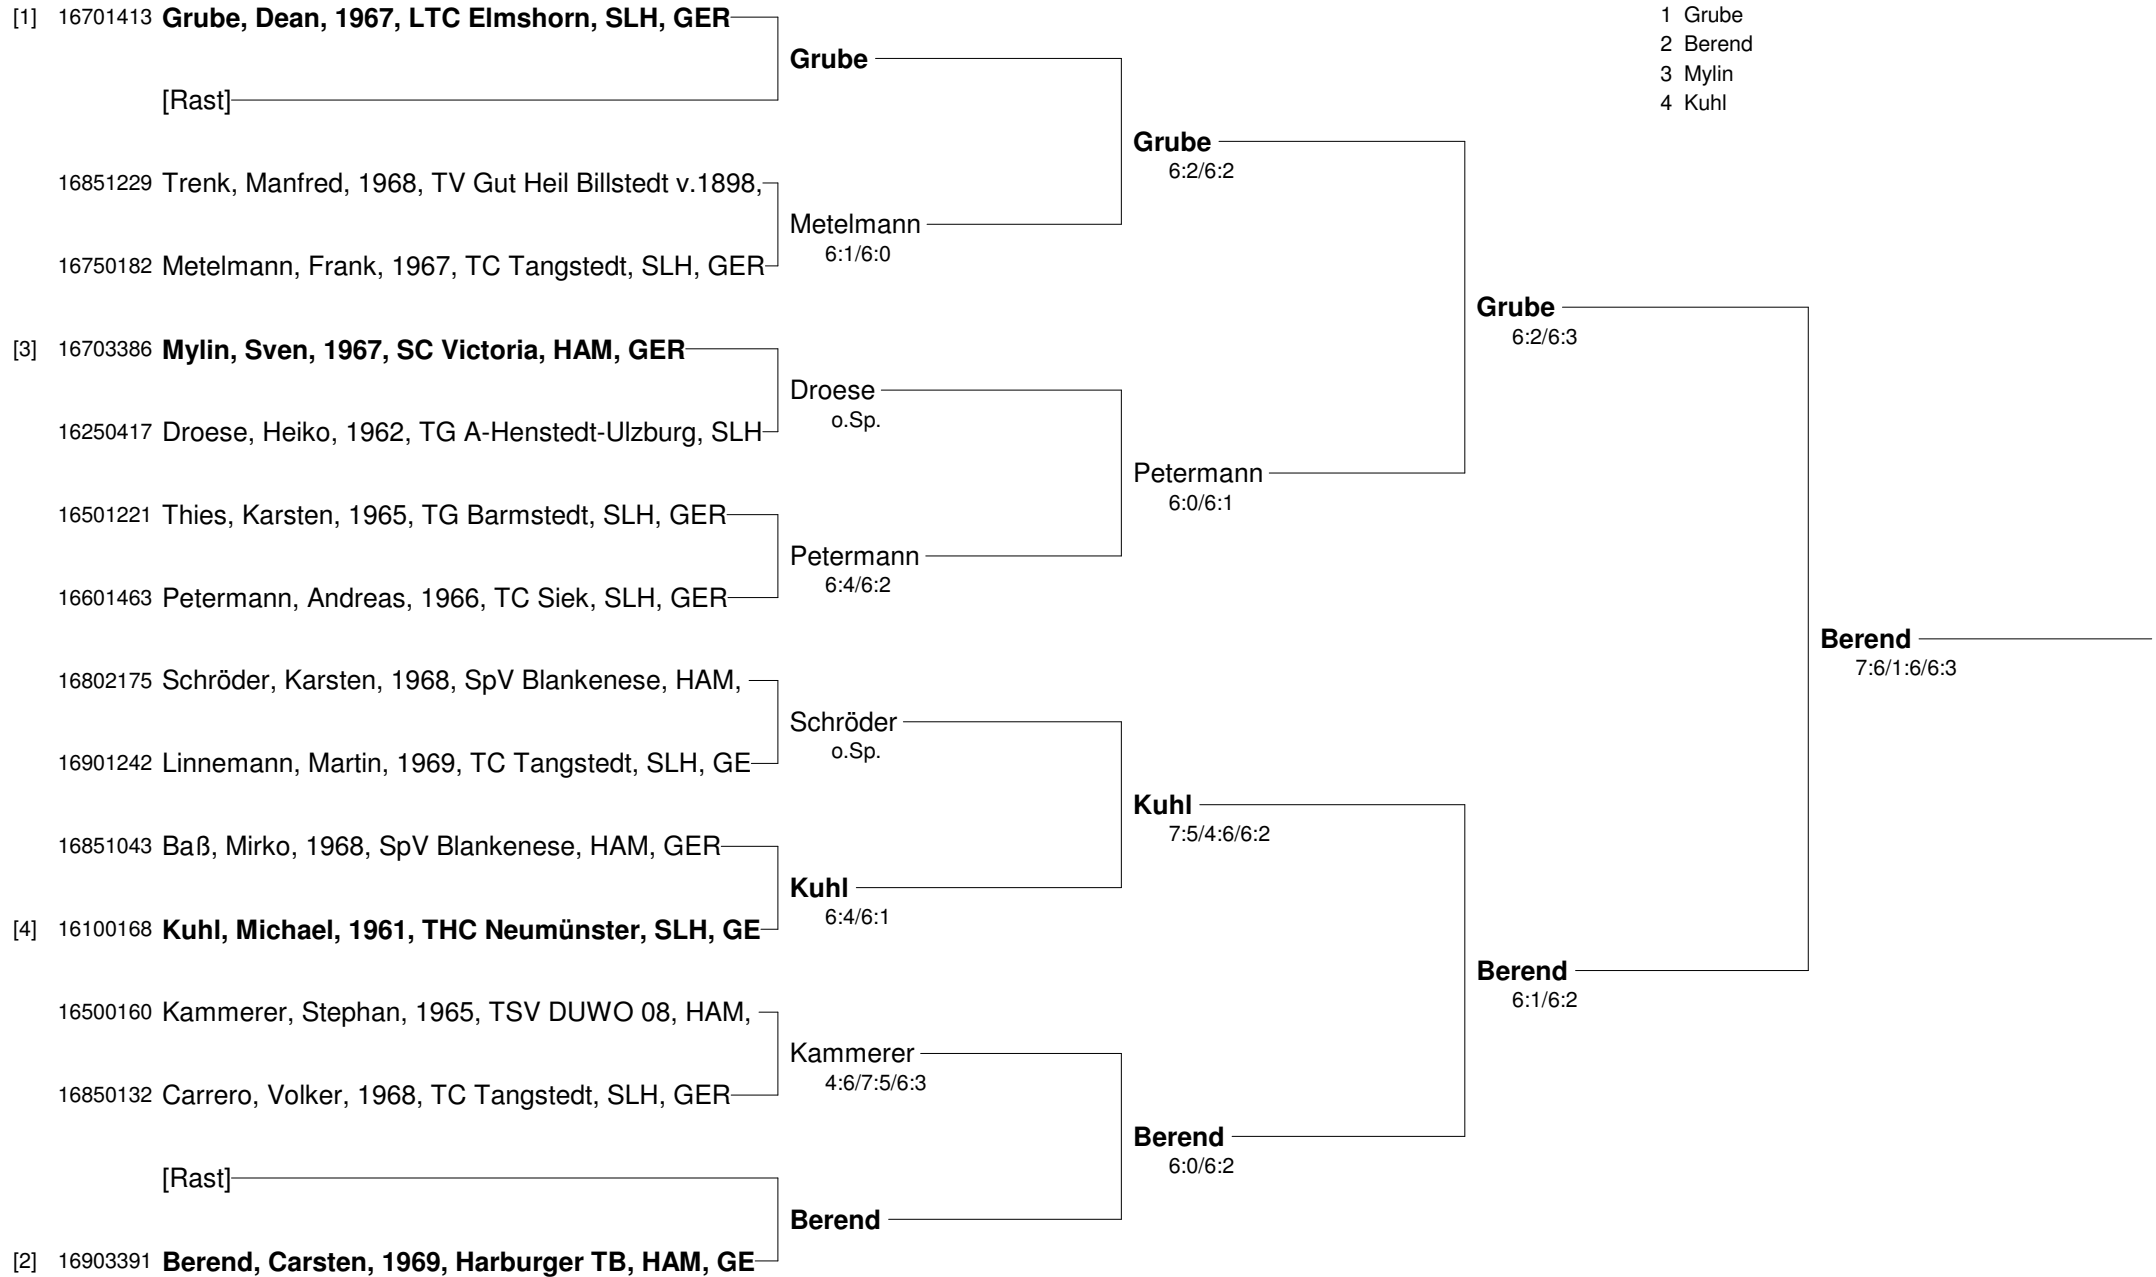 [1] 16701413 Grube, Dean, 1967, LTC Elmshorn, SLH, GER
[Rast]
16851229 Trenk, Manfred, 1968, TV Gut Heil Billstedt v.1898,
16750182 Metelmann, Frank, 1967, TC Tangstedt, SLH, GER
[3] 16703386 Mylin, Sven, 1967, SC Victoria, HAM, GER
16250417 Droese, Heiko, 1962, TG A-Henstedt-Ulzburg, SLH
16501221 Thies, Karsten, 1965, TG Barmstedt, SLH, GER
16601463 Petermann, Andreas, 1966, TC Siek, SLH, GER
16802175 Schröder, Karsten, 1968, SpV Blankenese, HAM,
16901242 Linnemann, Martin, 1969, TC Tangstedt, SLH, GE
16851043 Baß, Mirko, 1968, SpV Blankenese, HAM, GER
[4] 16100168 Kuhl, Michael, 1961, THC Neumünster, SLH, GE
16500160 Kammerer, Stephan, 1965, TSV DUWO 08, HAM,
16850132 Carrero, Volker, 1968, TC Tangstedt, SLH, GER
[Rast]
[2] 16903391 Berend, Carsten, 1969, Harburger TB, HAM, GE
Grube
Metelmann
6:1/6:0
Droese
o.Sp.
Petermann
6:4/6:2
Schröder
o.Sp.
Kuhl
6:4/6:1
Kammerer
4:6/7:5/6:3
Berend
Grube
6:2/6:2
Petermann
6:0/6:1
Kuhl
7:5/4:6/6:2
Berend
6:0/6:2
Grube
6:2/6:3
Berend
6:1/6:2
Berend
7:6/1:6/6:3
1 Grube
2 Berend
3 Mylin
4 Kuhl